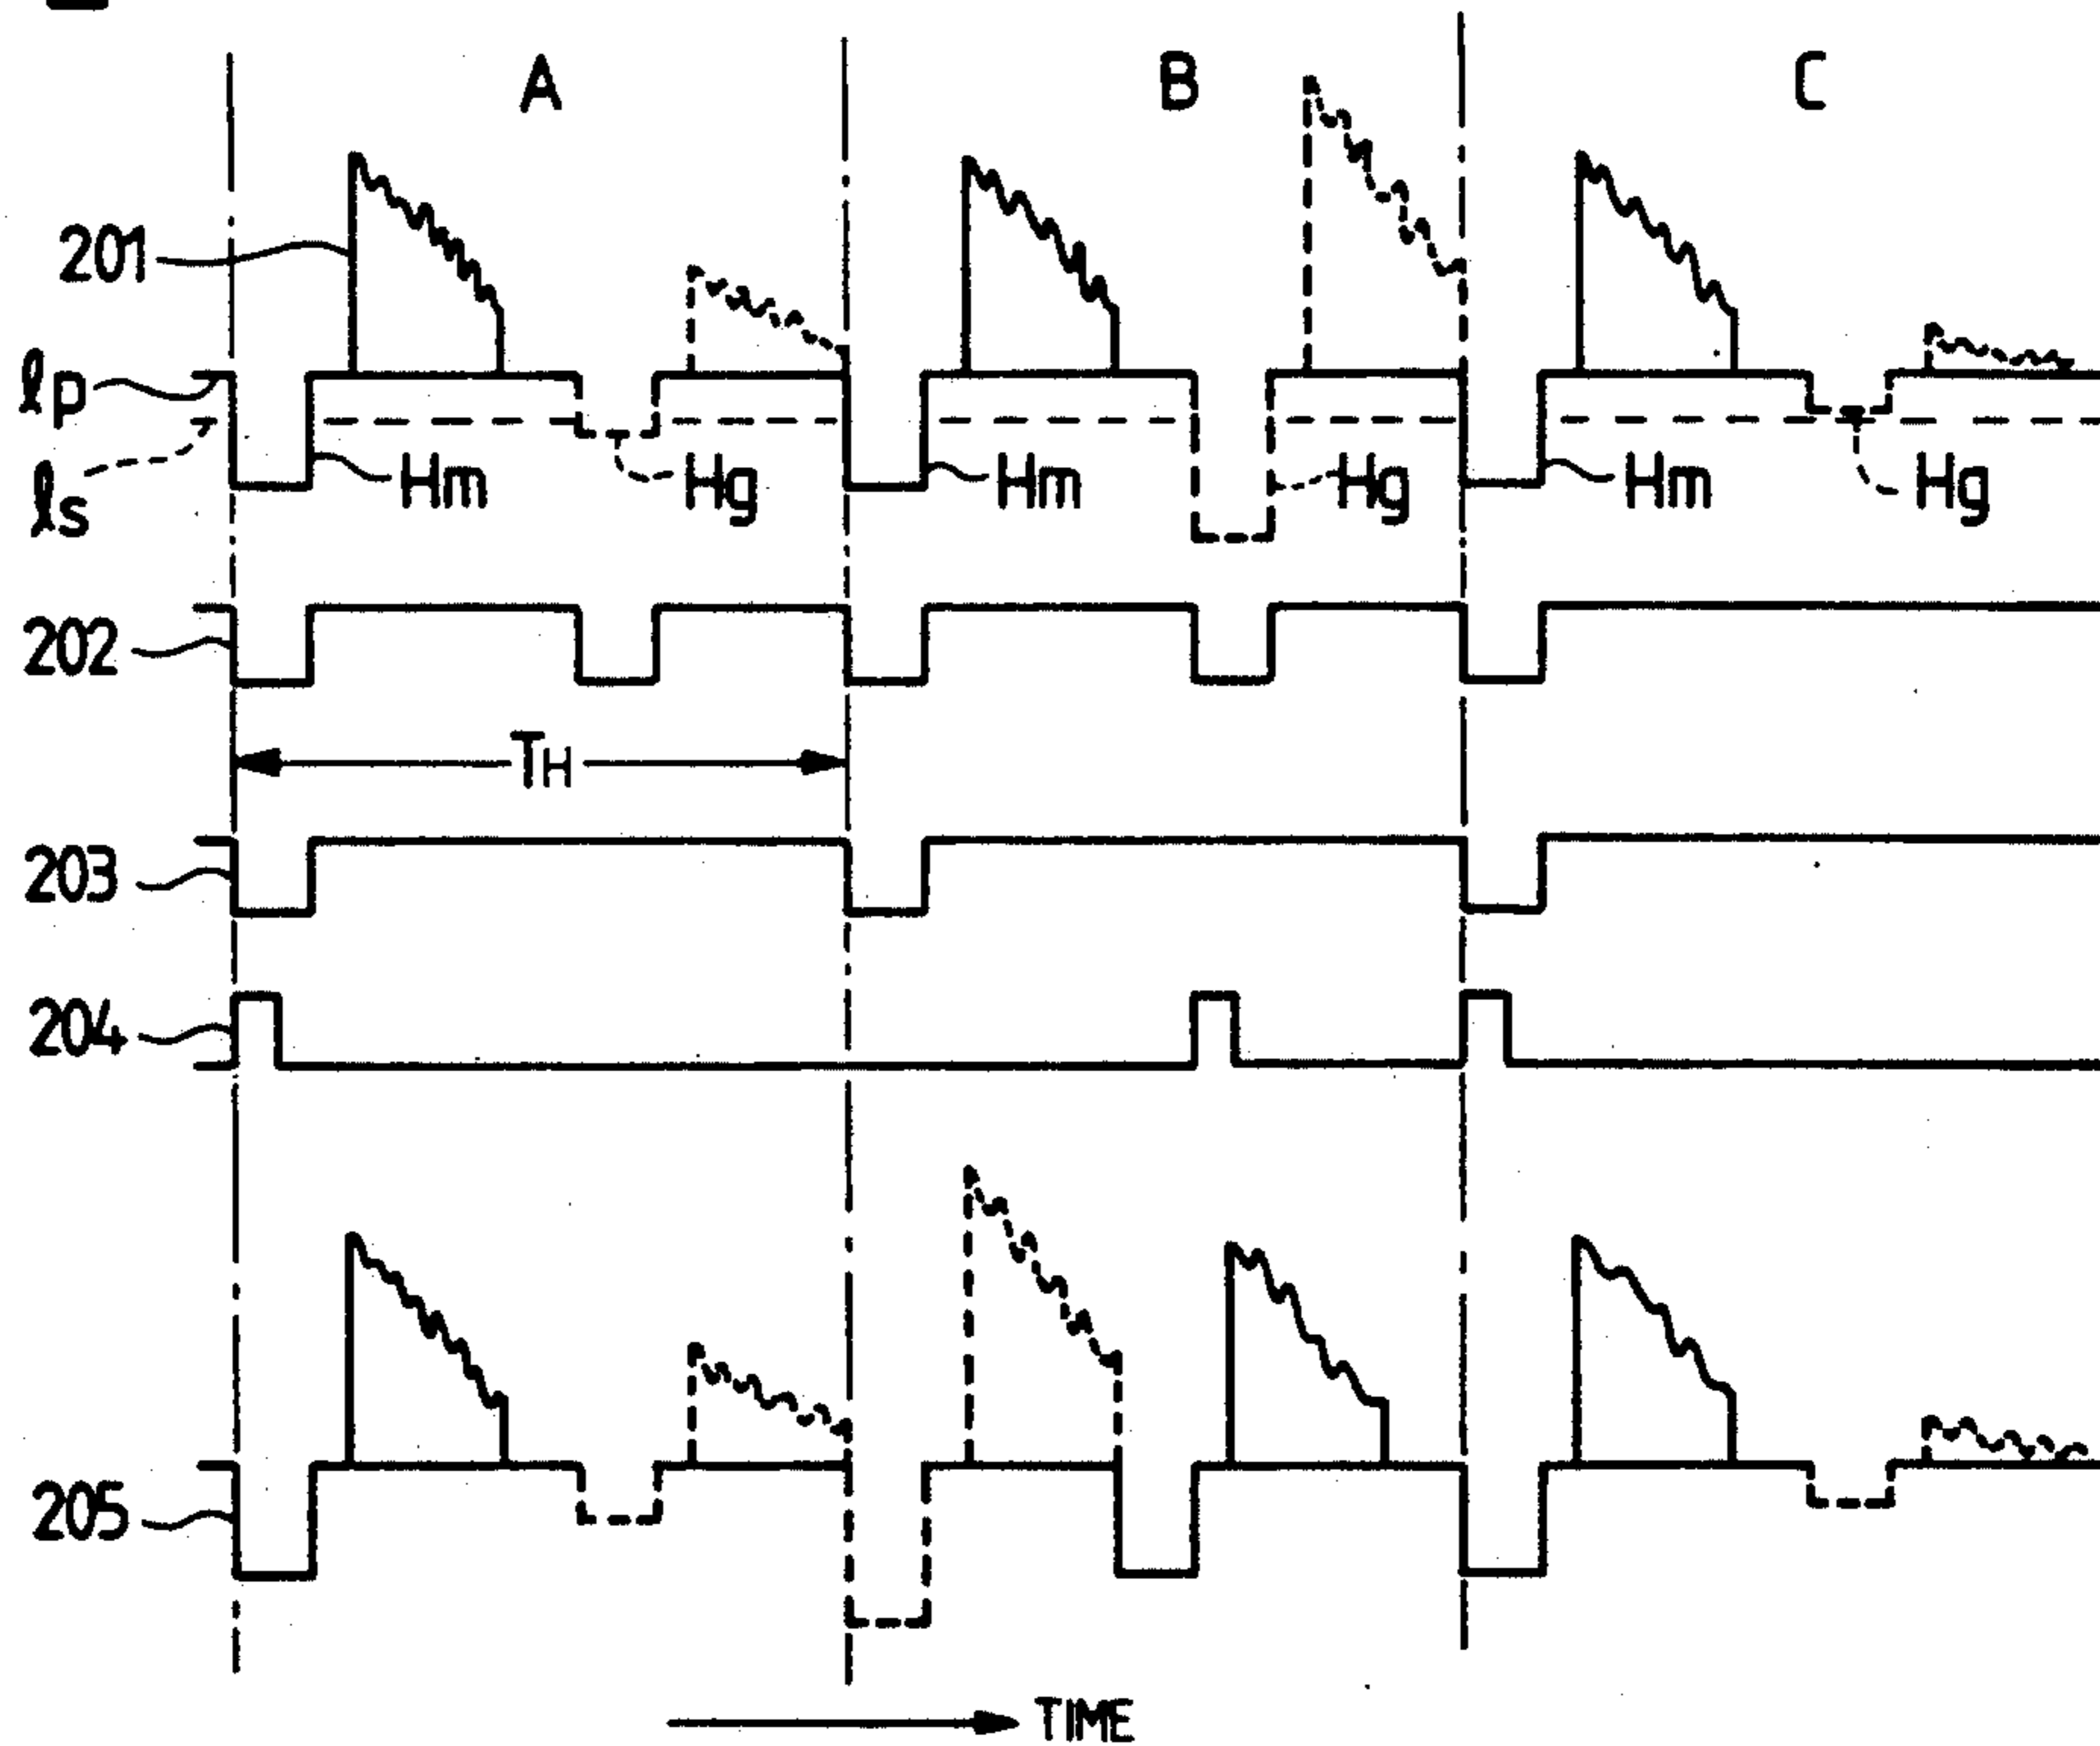 A B C
201
ℓp
ℓs
Hm Hg Hm Hg Hm Hg
202
TH
203
204
205
TIME